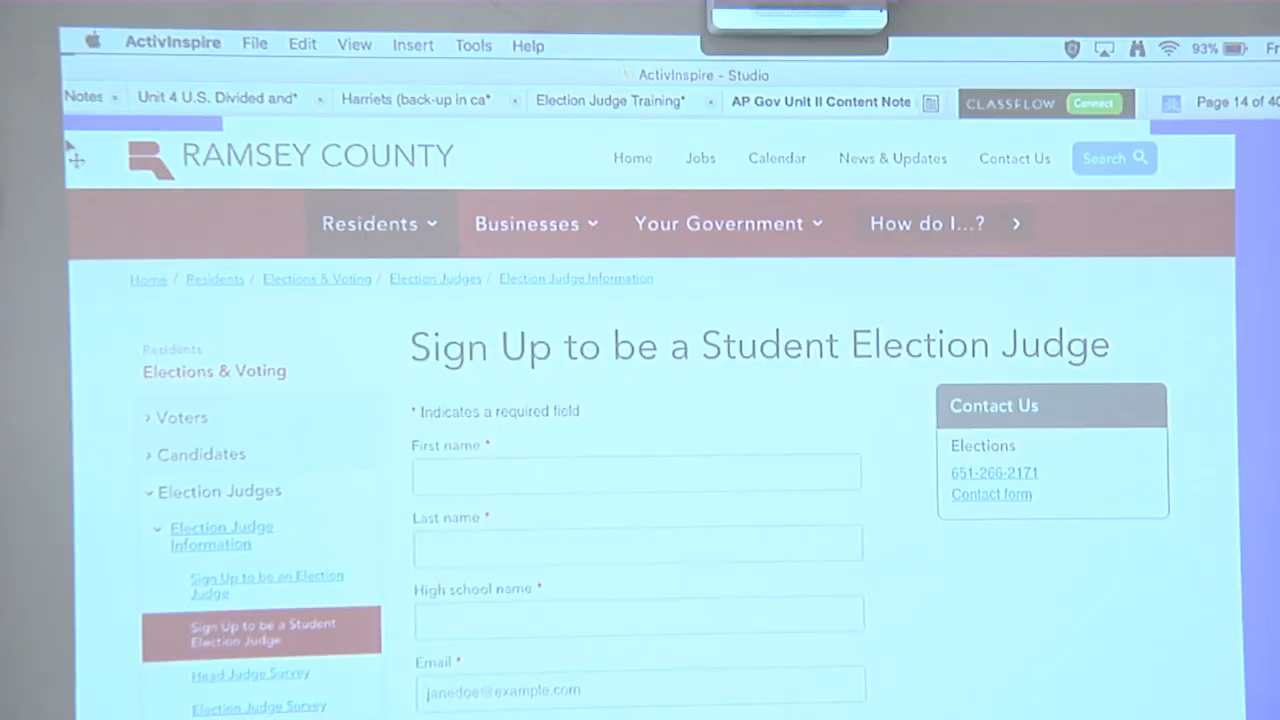 ActivInspire File Edit View Insert Tools Help 93% Fr
ActivInspire - Studio
Notes × Unit 4 U.S. Divided and* × Harriets (back-up in ca* × Election Judge Training* × AP Gov Unit II Content Note CLASSFLOW Connect Page 14 of 40
RAMSEY COUNTY Home Jobs Calendar News & Updates Contact Us Search
Residents Businesses Your Government How do I...?
Home / Residents / Elections & Voting / Election Judges / Election Judge Information
Sign Up to be a Student Election Judge
Residents
Elections & Voting
Voters
Candidates
Election Judges
Election Judge
Information
Sign Up to be an Election
Judge
Sign Up to be a Student
Election Judge
Head Judge Survey
Election Judge Survey
* Indicates a required field
First name *
Last name *
High school name *
Email *
janedoe@example.com
Contact Us
Elections
651-266-2171
Contact form